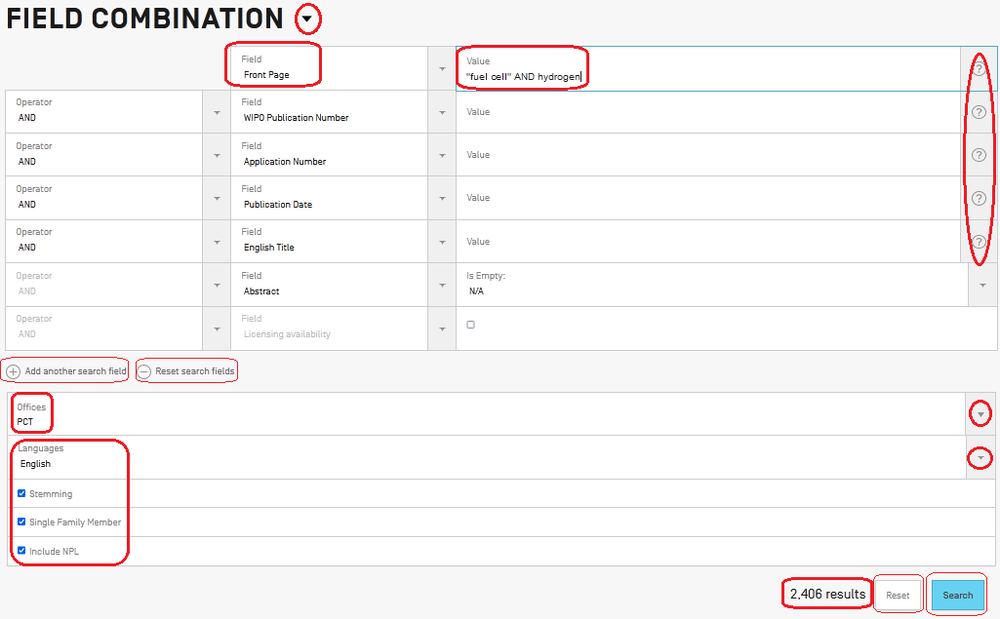 FIELD COMBINATION
Field
Front Page
Value
"fuel cell" AND hydrogen
?
Operator
AND
Field
WIPO Publication Number
Value
?
Operator
AND
Field
Application Number
Value
?
Operator
AND
Field
Publication Date
Value
?
Operator
AND
Field
English Title
Value
?
Operator
AND
Field
Abstract
Is Empty:
N/A
Operator
AND
Field
Licensing availability
Add another search field
Reset search fields
Offices
PCT
Languages
English
Stemming
Single Family Member
Include NPL
2,406 results
Reset
Search